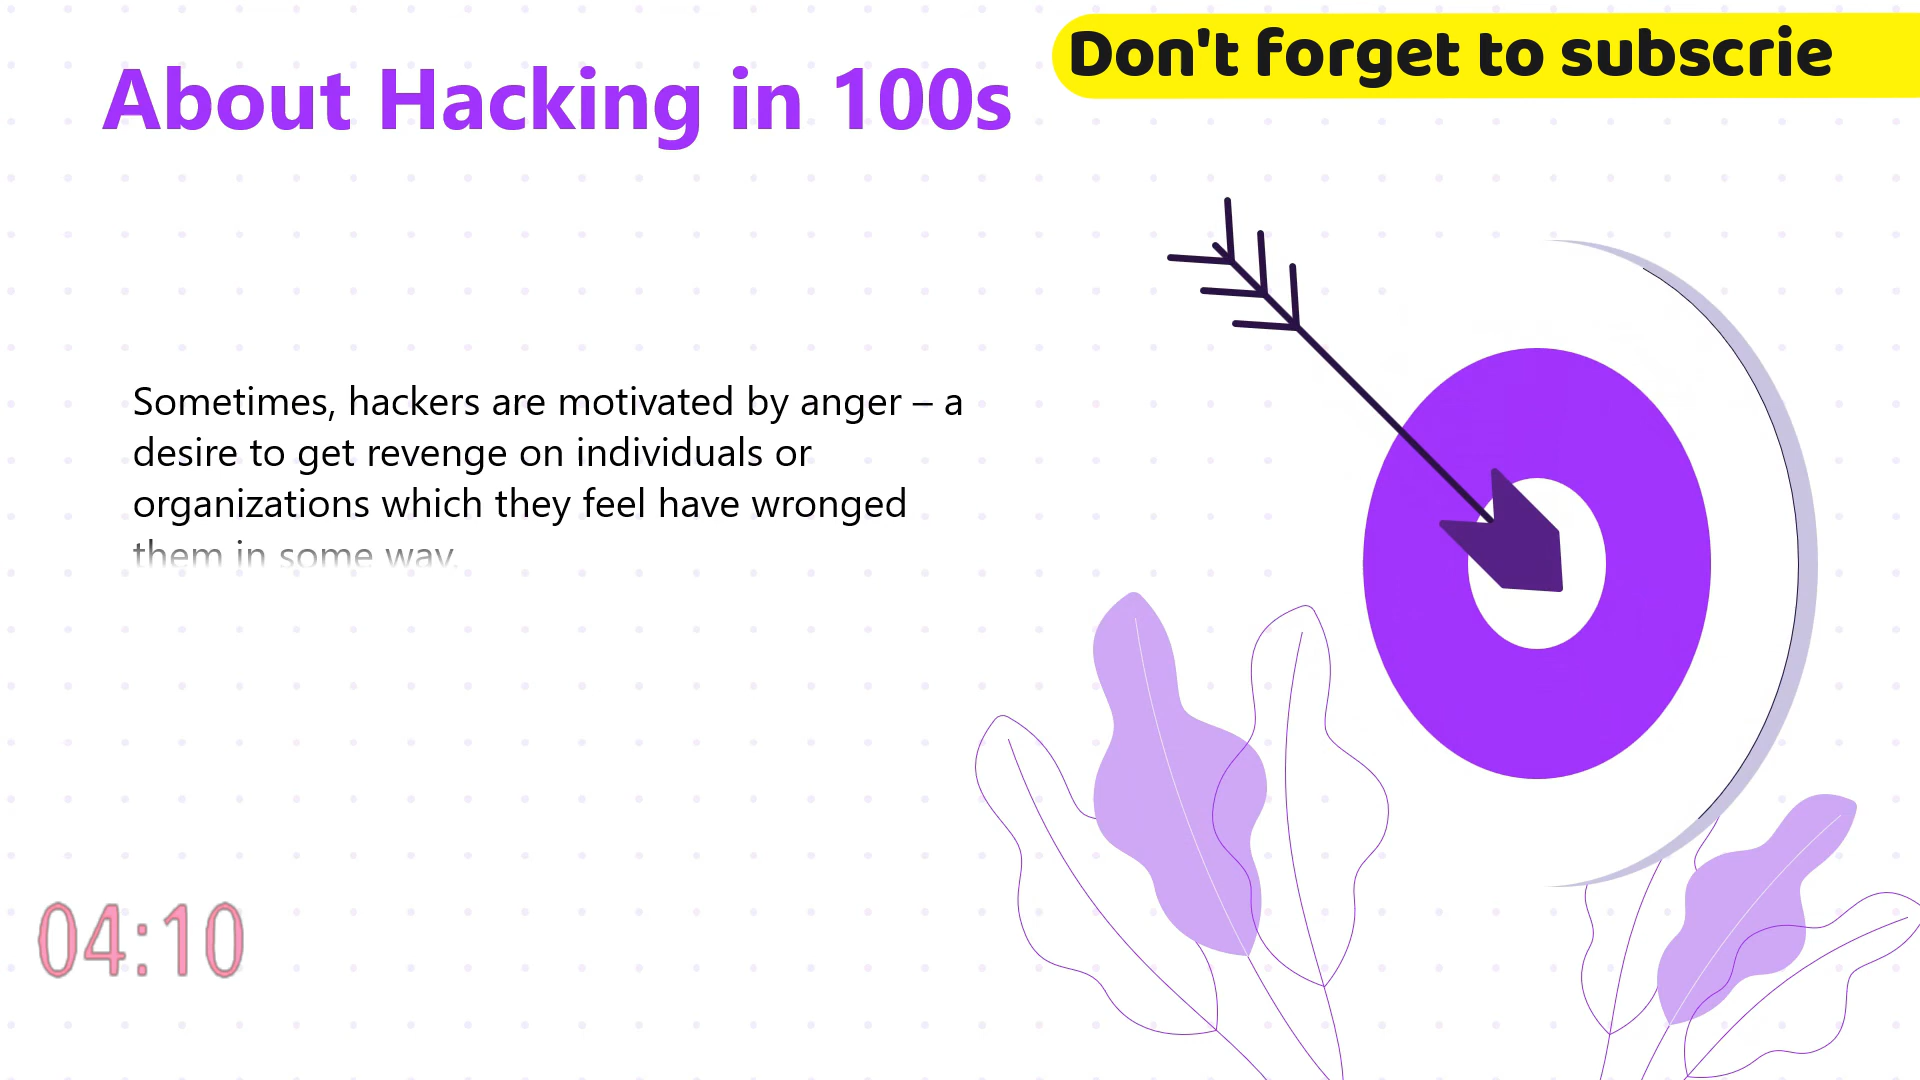 Don't forget to subscrie
About Hacking in 100s
Sometimes, hackers are motivated by anger – a
desire to get revenge on individuals or
organizations which they feel have wronged
them in some way.
04:10